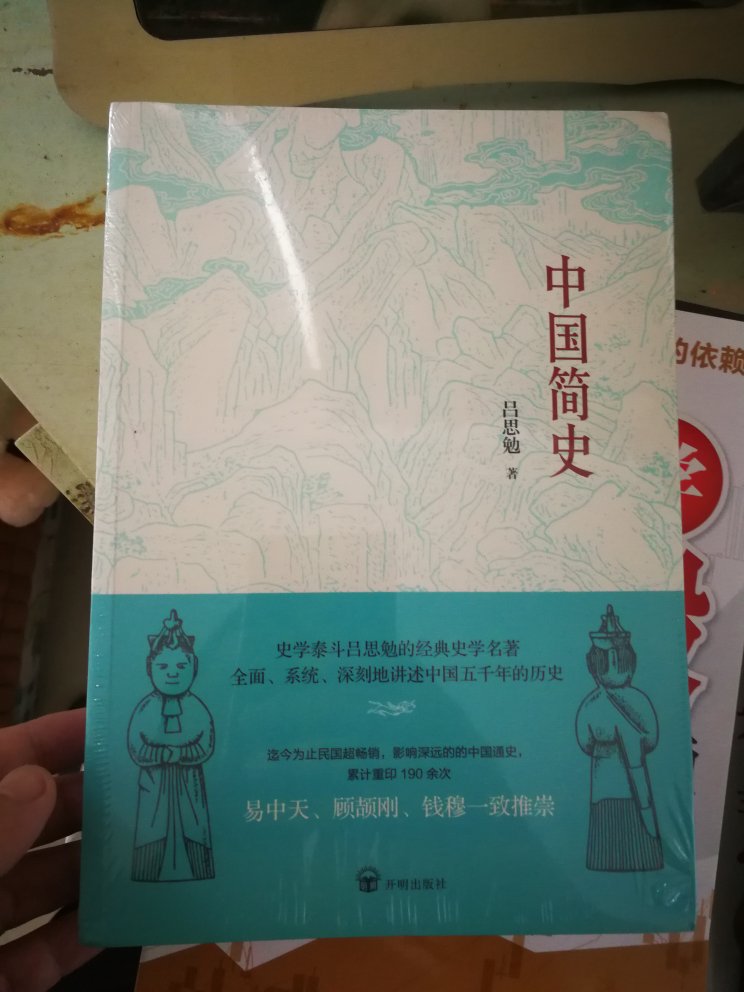 中国简史
吕思勉 著
史学泰斗吕思勉的经典史学名著
全面、系统、深刻地讲述中国五千年的历史
迄今为止民国超畅销，影响深远的的中国通史，
累计重印190余次
易中天、顾颉刚、钱穆一致推崇
开明出版社
的依赖